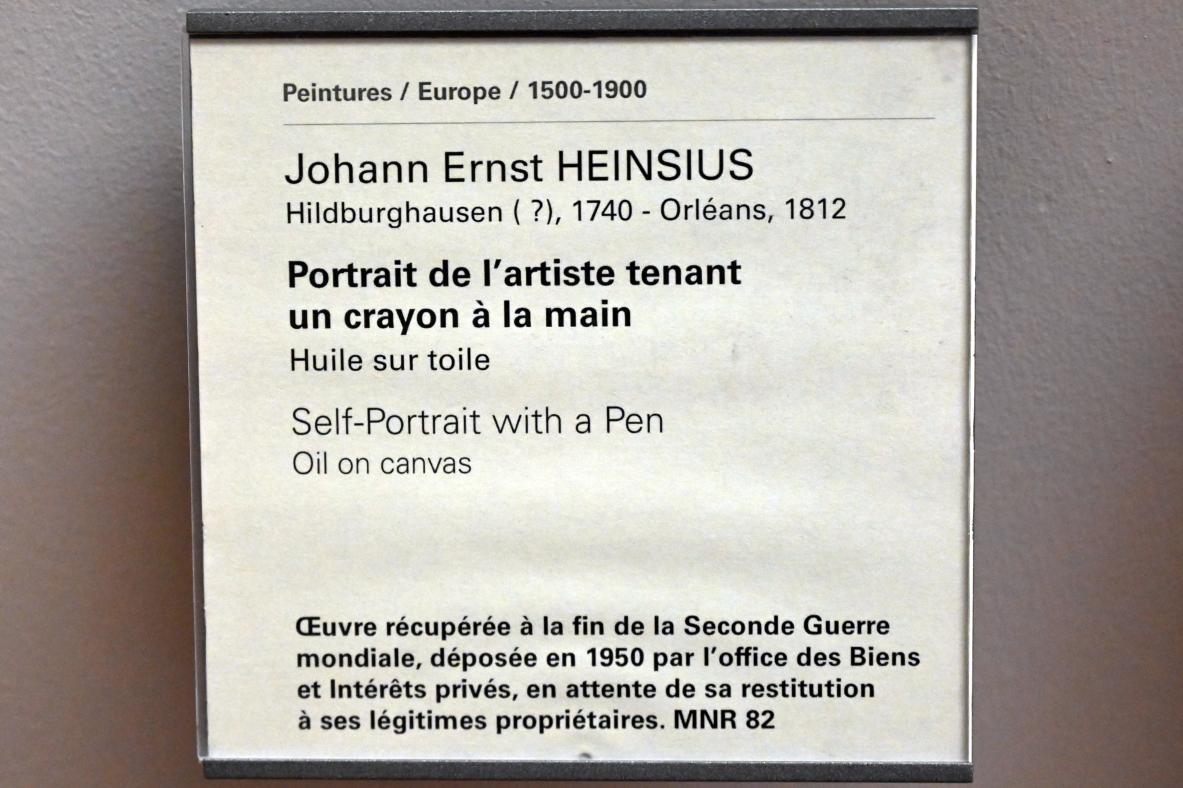 Peintures / Europe / 1500-1900
Johann Ernst HEINSIUS
Hildburghausen ( ?), 1740 - Orléans, 1812
Portrait de l’artiste tenant
un crayon à la main
Huile sur toile
Self-Portrait with a Pen
Oil on canvas
Œuvre récupérée à la fin de la Seconde Guerre
mondiale, déposée en 1950 par l’office des Biens
et Intérêts privés, en attente de sa restitution
à ses légitimes propriétaires. MNR 82